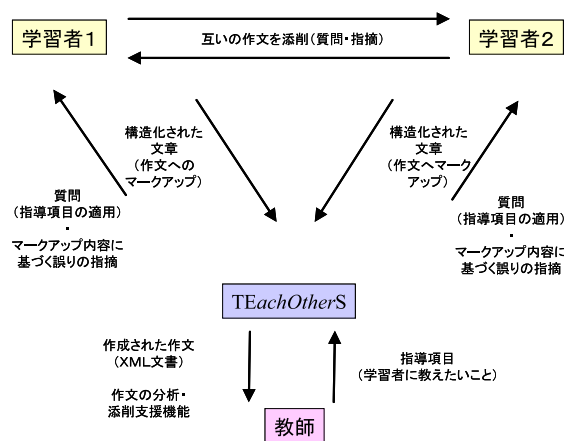 学習者１
互いの作文を添削（質問・指摘）
学習者２
構造化された
文章
（作文への
マークアップ）
構造化された
文章
（作文へマーク
アップ）
質問
（指導項目の適用）
・
マークアップ内容に
基づく誤りの指摘
質問
（指導項目の適用）
・
マークアップ内容に
基づく誤りの指摘
TEachOtherS
作成された作文
（XML文書）
作文の分析・
添削支援機能
指導項目
（学習者に教えたいこと）
教師